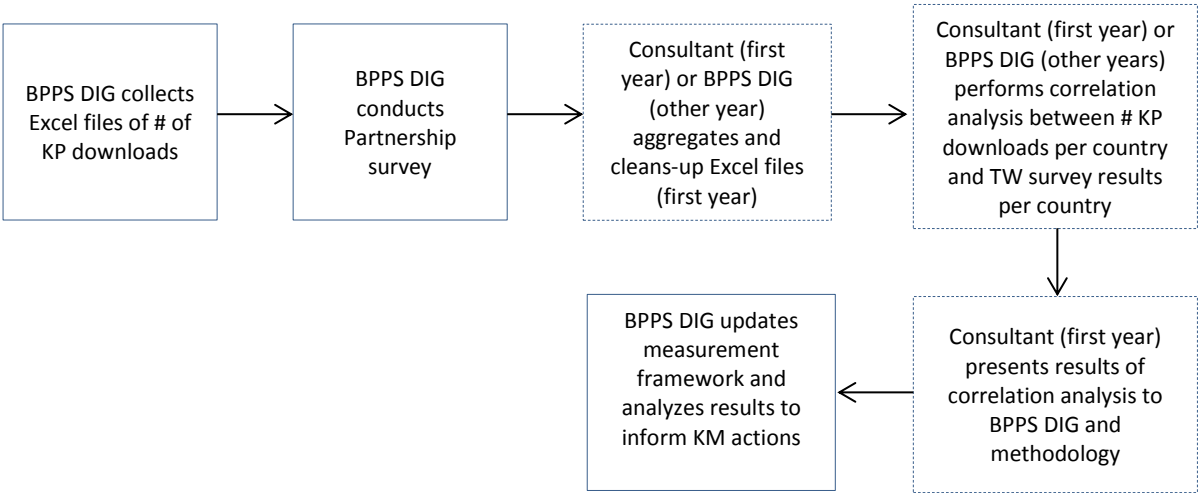 BPPS DIG collects
Excel files of # of
KP downloads
BPPS DIG
conducts
Partnership
survey
Consultant (first
year) or BPPS DIG
(other year)
aggregates and
cleans-up Excel files
(first year)
Consultant (first year) or
BPPS DIG (other years)
performs correlation
analysis between # KP
downloads per country
and TW survey results
per country
Consultant (first year)
presents results of
correlation analysis to
BPPS DIG and
methodology
BPPS DIG updates
measurement
framework and
analyzes results to
inform KM actions